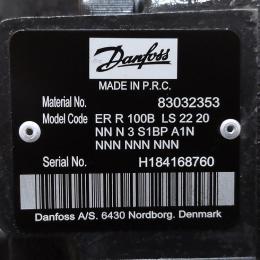 Danfoss
MADE IN P.R.C.
Material No. 83032353
Model Code ER R 100B LS 22 20
NN N 3 S1BP A1N
NNN NNN NNN
Serial No. H184168760
Danfoss A/S. 6430 Nordborg. Denmark